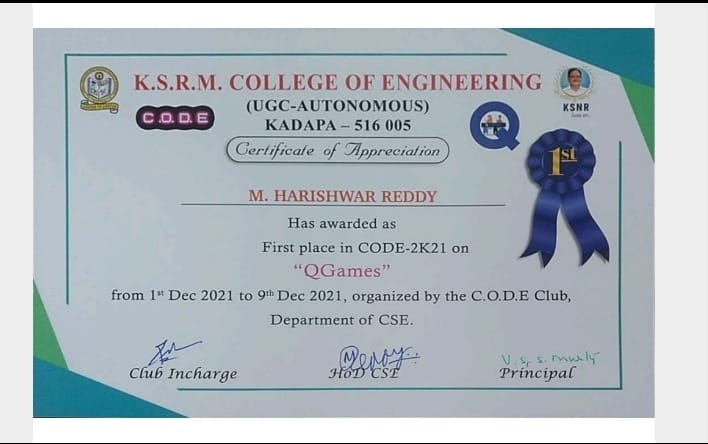 K.S.R.M. COLLEGE OF ENGINEERING
(UGC-AUTONOMOUS)
KADAPA – 516 005
C.O.D.E
KSNR
Q
1st
Certificate of Appreciation
M. HARISHWAR REDDY
Has awarded as
First place in CODE-2K21 on
“QGames”
from 1st Dec 2021 to 9th Dec 2021, organized by the C.O.D.E Club,
Department of CSE.
V. S. S. Murty
Club Incharge HoD CSE Principal